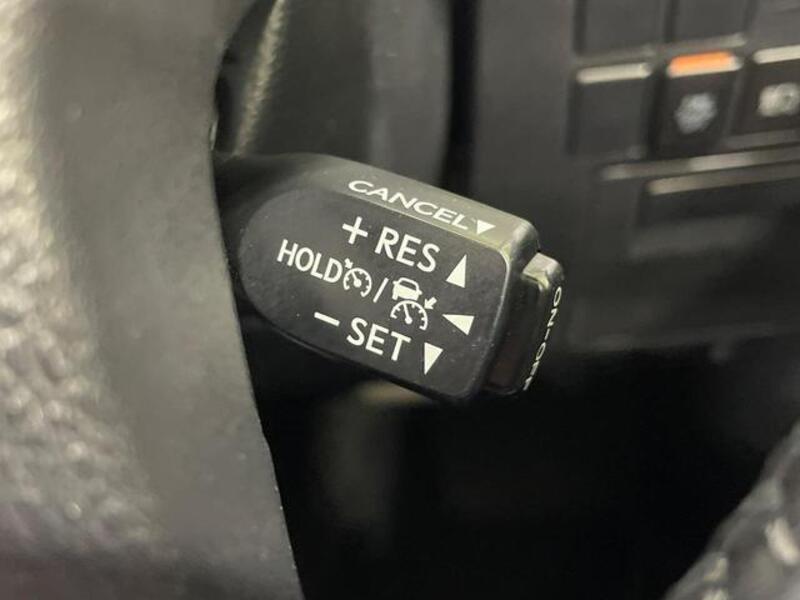 CANCEL▼
+ RES ▲
HOLD / ◀
− SET ▼
ON-OFF